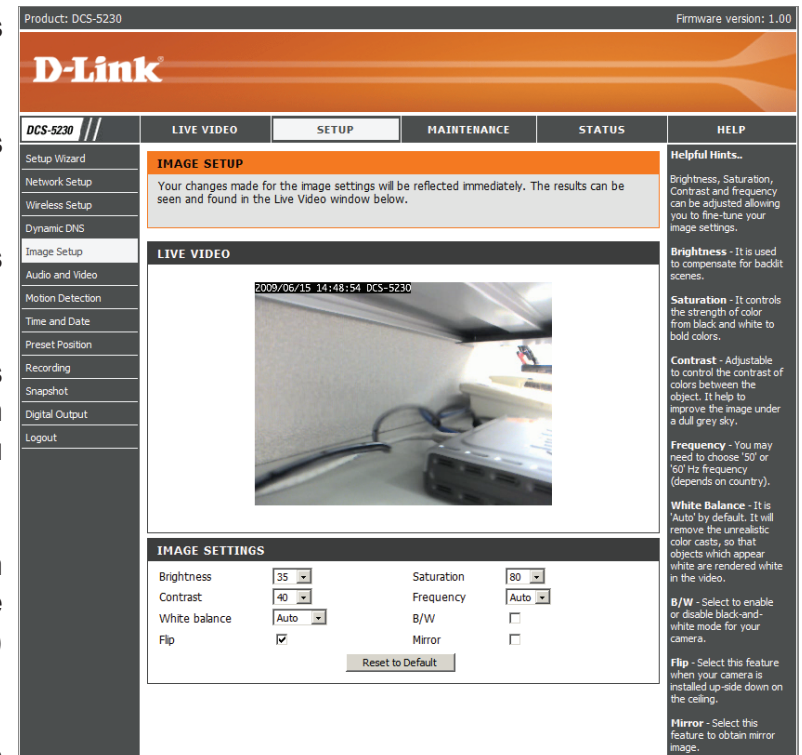 Product: DCS-5230
Firmware version: 1.00
D-Link
DCS-5230
LIVE VIDEO
SETUP
MAINTENANCE
STATUS
HELP
Setup Wizard
Network Setup
Wireless Setup
Dynamic DNS
Image Setup
Audio and Video
Motion Detection
Time and Date
Preset Position
Recording
Snapshot
Digital Output
Logout
IMAGE SETUP
Your changes made for the image settings will be reflected immediately. The results can be
seen and found in the Live Video window below.
LIVE VIDEO
2009/06/15 14:48:54 DCS-5230
IMAGE SETTINGS
Brightness 35 Saturation 80
Contrast 40 Frequency Auto
White balance Auto B/W
Flip Mirror
Reset to Default
Helpful Hints..
Brightness, Saturation,
Contrast and frequency
can be adjusted allowing
you to fine-tune your
image settings.
Brightness - It is used
to compensate for backlit
scenes.
Saturation - It controls
the strength of color
from black and white to
bold colors.
Contrast - Adjustable
to control the contrast of
colors between the
object. It help to
improve the image under
a dull grey sky.
Frequency - You may
need to choose '50' or
'60' Hz frequency
(depends on country).
White Balance - It is
'Auto' by default. It will
remove the unrealistic
color casts, so that
objects which appear
white are rendered white
in the video.
B/W - Select to enable
or disable black-and-
white mode for your
camera.
Flip - Select this feature
when your camera is
installed up-side down on
the ceiling.
Mirror - Select this
feature to obtain mirror
image.